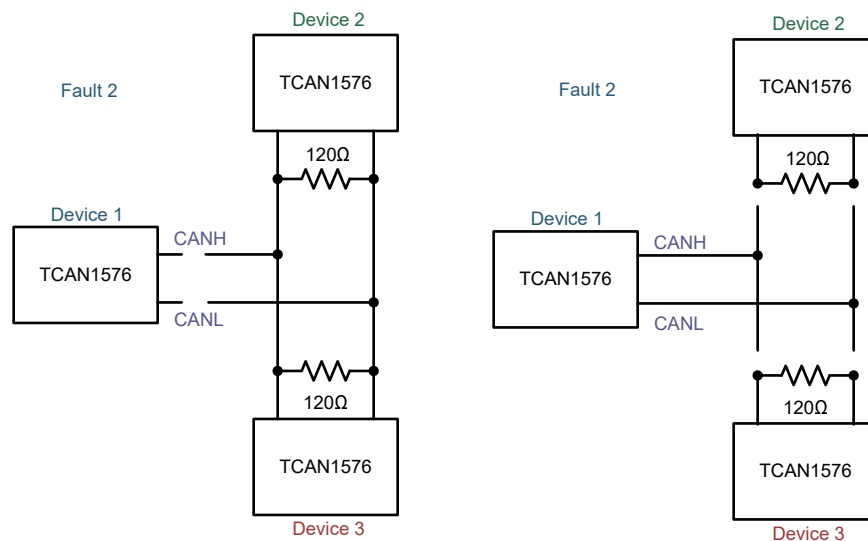 Device 2
TCAN1576
Fault 2
120Ω
Device 1
CANH
TCAN1576
CANL
120Ω
TCAN1576
Device 3
Device 2
TCAN1576
Fault 2
120Ω
Device 1
CANH
TCAN1576
CANL
120Ω
TCAN1576
Device 3